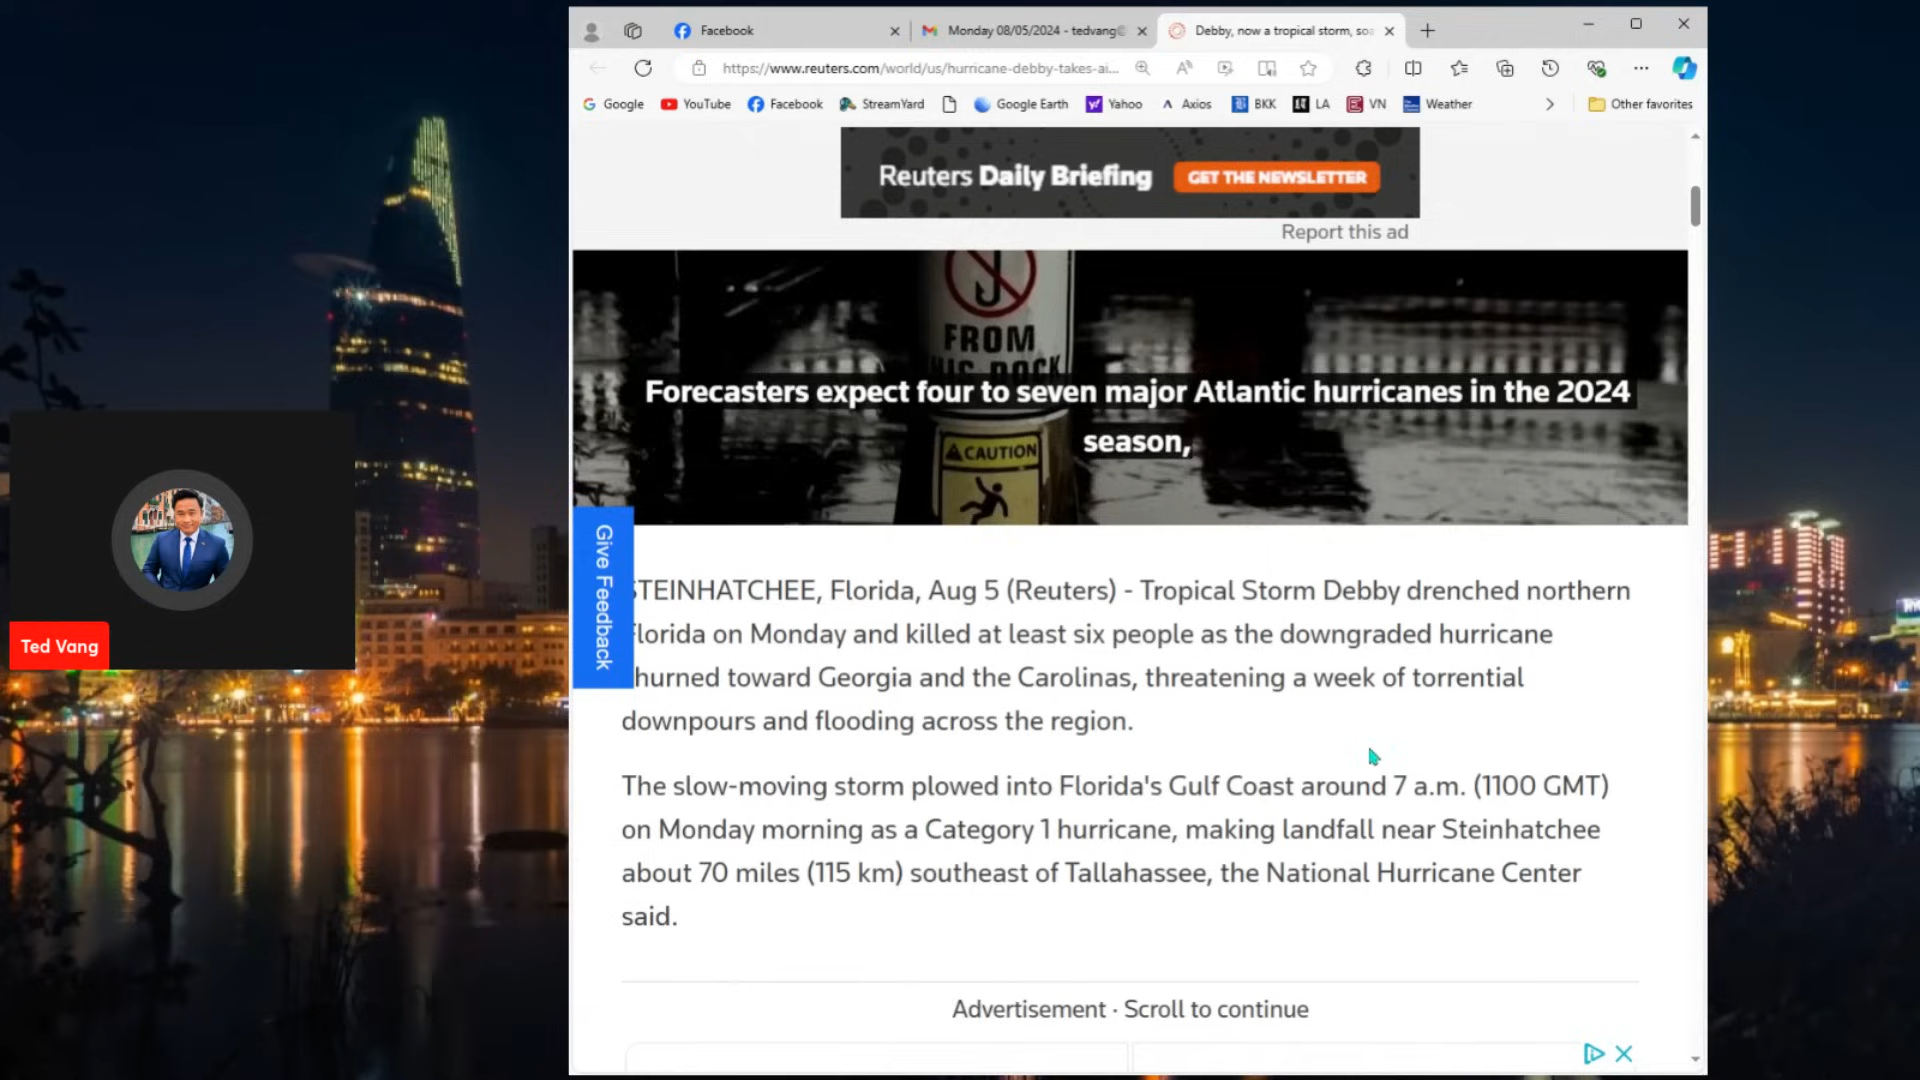 Facebook
Monday 08/05/2024 - tedvang@
Debby, now a tropical storm, soa
https://www.reuters.com/world/us/hurricane-debby-takes-ai...
Google
YouTube
Facebook
StreamYard
Google Earth
Yahoo
Axios
BKK
LA
VN
Weather
Other favorites
Reuters Daily Briefing
GET THE NEWSLETTER
Report this ad
FROM
Forecasters expect four to seven major Atlantic hurricanes in the 2024
season,
CAUTION
Give Feedback
STEINHATCHEE, Florida, Aug 5 (Reuters) - Tropical Storm Debby drenched northern
Florida on Monday and killed at least six people as the downgraded hurricane
churned toward Georgia and the Carolinas, threatening a week of torrential
downpours and flooding across the region.
The slow-moving storm plowed into Florida's Gulf Coast around 7 a.m. (1100 GMT)
on Monday morning as a Category 1 hurricane, making landfall near Steinhatchee
about 70 miles (115 km) southeast of Tallahassee, the National Hurricane Center
said.
Advertisement · Scroll to continue
Ted Vang